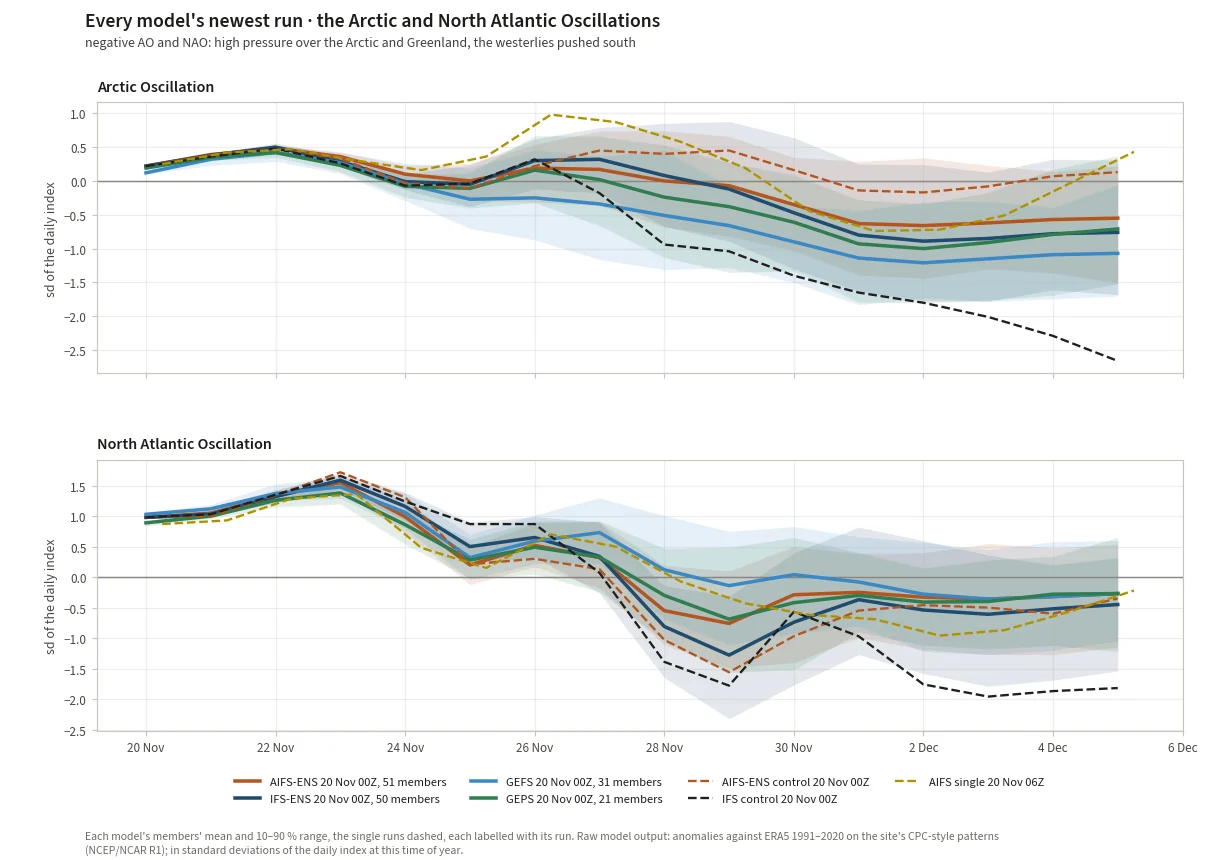 Every model's newest run · the Arctic and North Atlantic Oscillations
negative AO and NAO: high pressure over the Arctic and Greenland, the westerlies pushed south
Arctic Oscillation
1.0
0.5
0.0
−0.5
−1.0
−1.5
−2.0
−2.5
sd of the daily index
North Atlantic Oscillation
1.5
1.0
0.5
0.0
−0.5
−1.0
−1.5
−2.0
−2.5
sd of the daily index
20 Nov 22 Nov 24 Nov 26 Nov 28 Nov 30 Nov 2 Dec 4 Dec 6 Dec
AIFS-ENS 20 Nov 00Z, 51 members GEFS 20 Nov 00Z, 31 members AIFS-ENS control 20 Nov 00Z AIFS single 20 Nov 06Z
IFS-ENS 20 Nov 00Z, 50 members GEPS 20 Nov 00Z, 21 members IFS control 20 Nov 00Z
Each model's members' mean and 10–90 % range, the single runs dashed, each labelled with its run. Raw model output: anomalies against ERA5 1991–2020 on the site's CPC-style patterns
(NCEP/NCAR R1); in standard deviations of the daily index at this time of year.